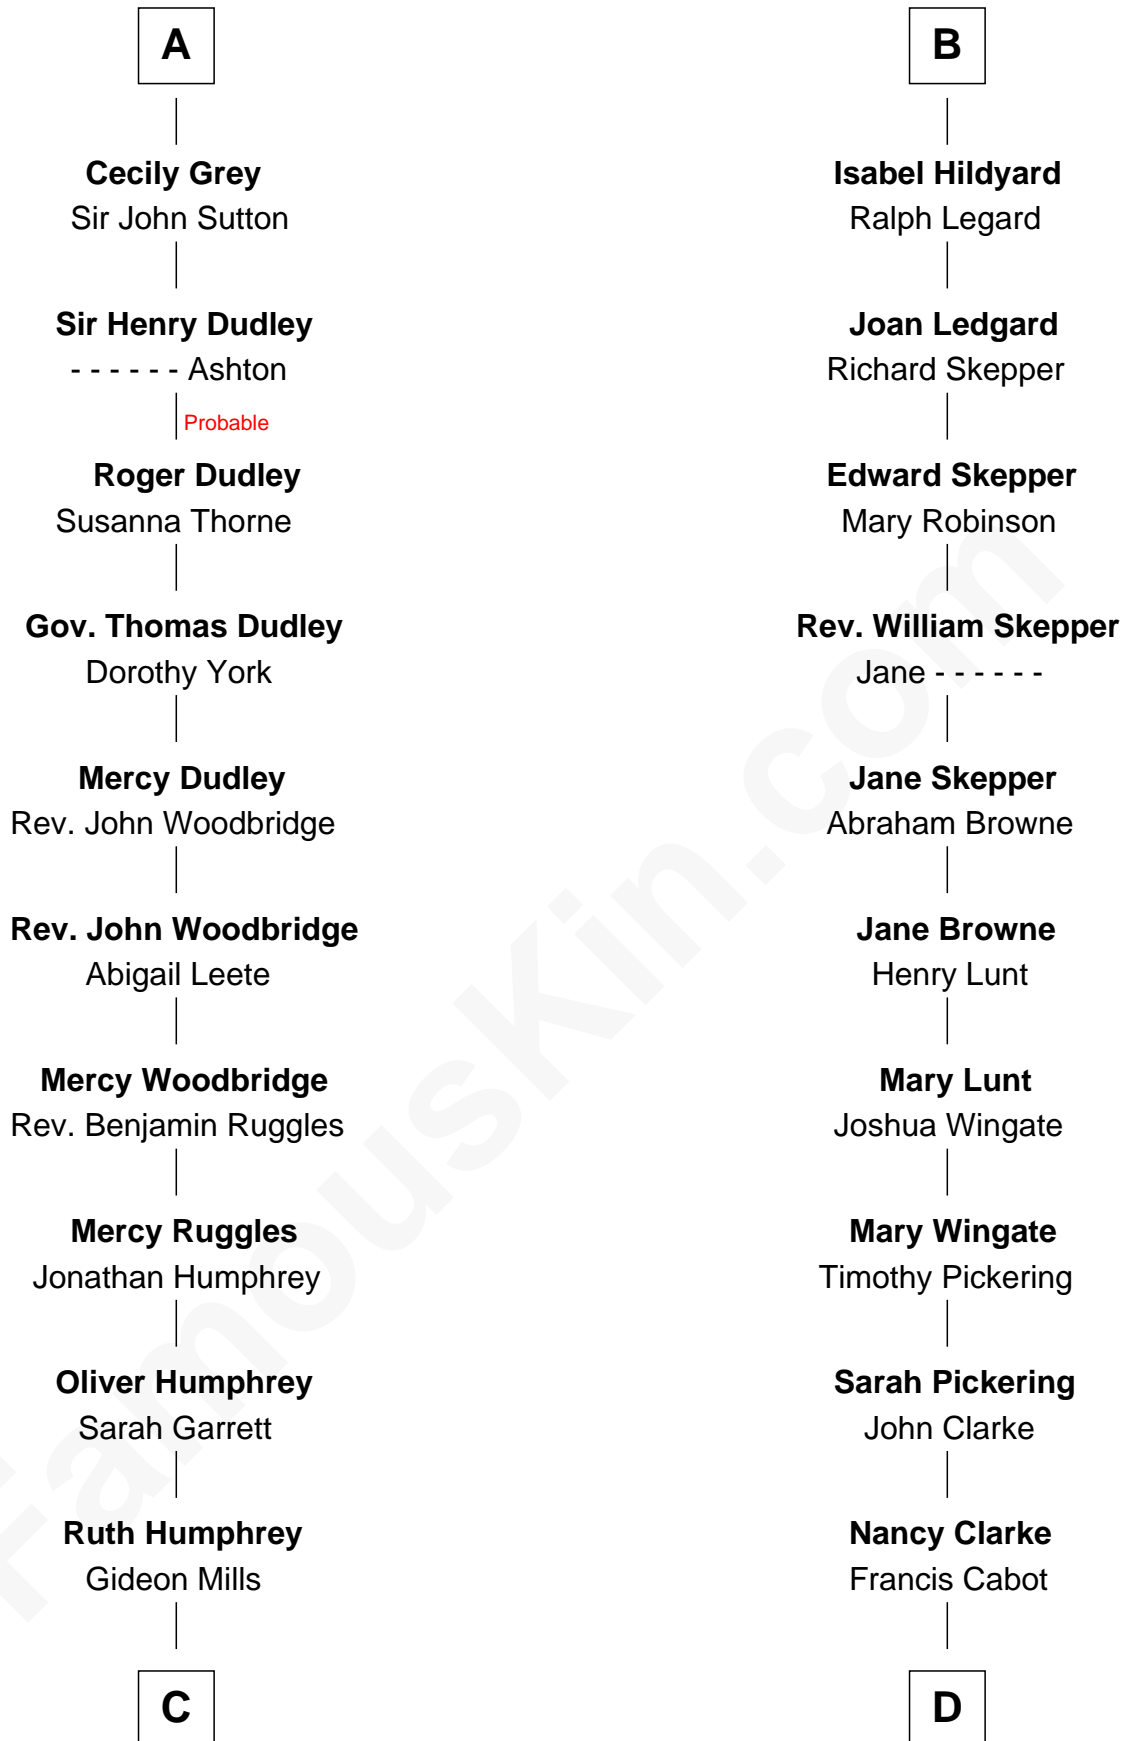 A
Cecily Grey
Sir John Sutton
Sir Henry Dudley
- - - - - - Ashton
Probable
Roger Dudley
Susanna Thorne
Gov. Thomas Dudley
Dorothy York
Mercy Dudley
Rev. John Woodbridge
Rev. John Woodbridge
Abigail Leete
Mercy Woodbridge
Rev. Benjamin Ruggles
Mercy Ruggles
Jonathan Humphrey
Oliver Humphrey
Sarah Garrett
Ruth Humphrey
Gideon Mills
C
B
Isabel Hildyard
Ralph Legard
Joan Ledgard
Richard Skepper
Edward Skepper
Mary Robinson
Rev. William Skepper
Jane - - - - - -
Jane Skepper
Abraham Browne
Jane Browne
Henry Lunt
Mary Lunt
Joshua Wingate
Mary Wingate
Timothy Pickering
Sarah Pickering
John Clarke
Nancy Clarke
Francis Cabot
D
FamousKin.com